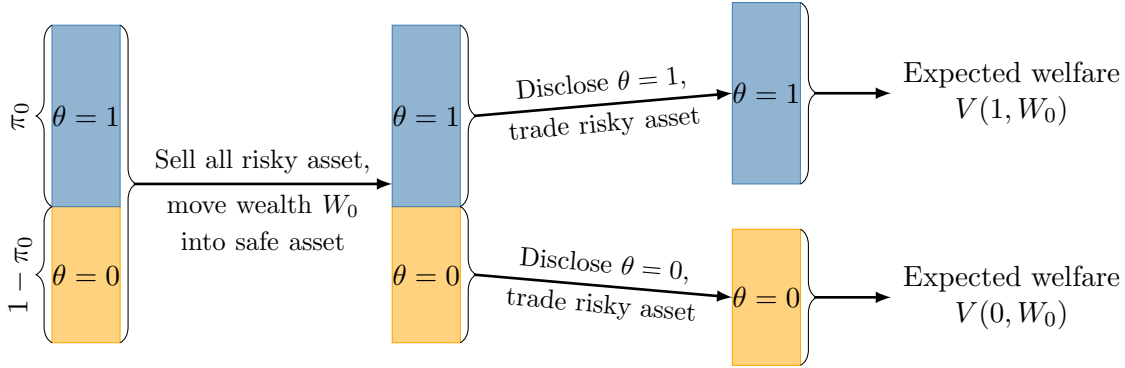 π₀
θ = 1
1 − π₀
θ = 0
Sell all risky asset,
move wealth W₀
into safe asset
θ = 1
θ = 0
Disclose θ = 1,
trade risky asset
θ = 1
Expected welfare
V(1, W₀)
Disclose θ = 0,
trade risky asset
θ = 0
Expected welfare
V(0, W₀)